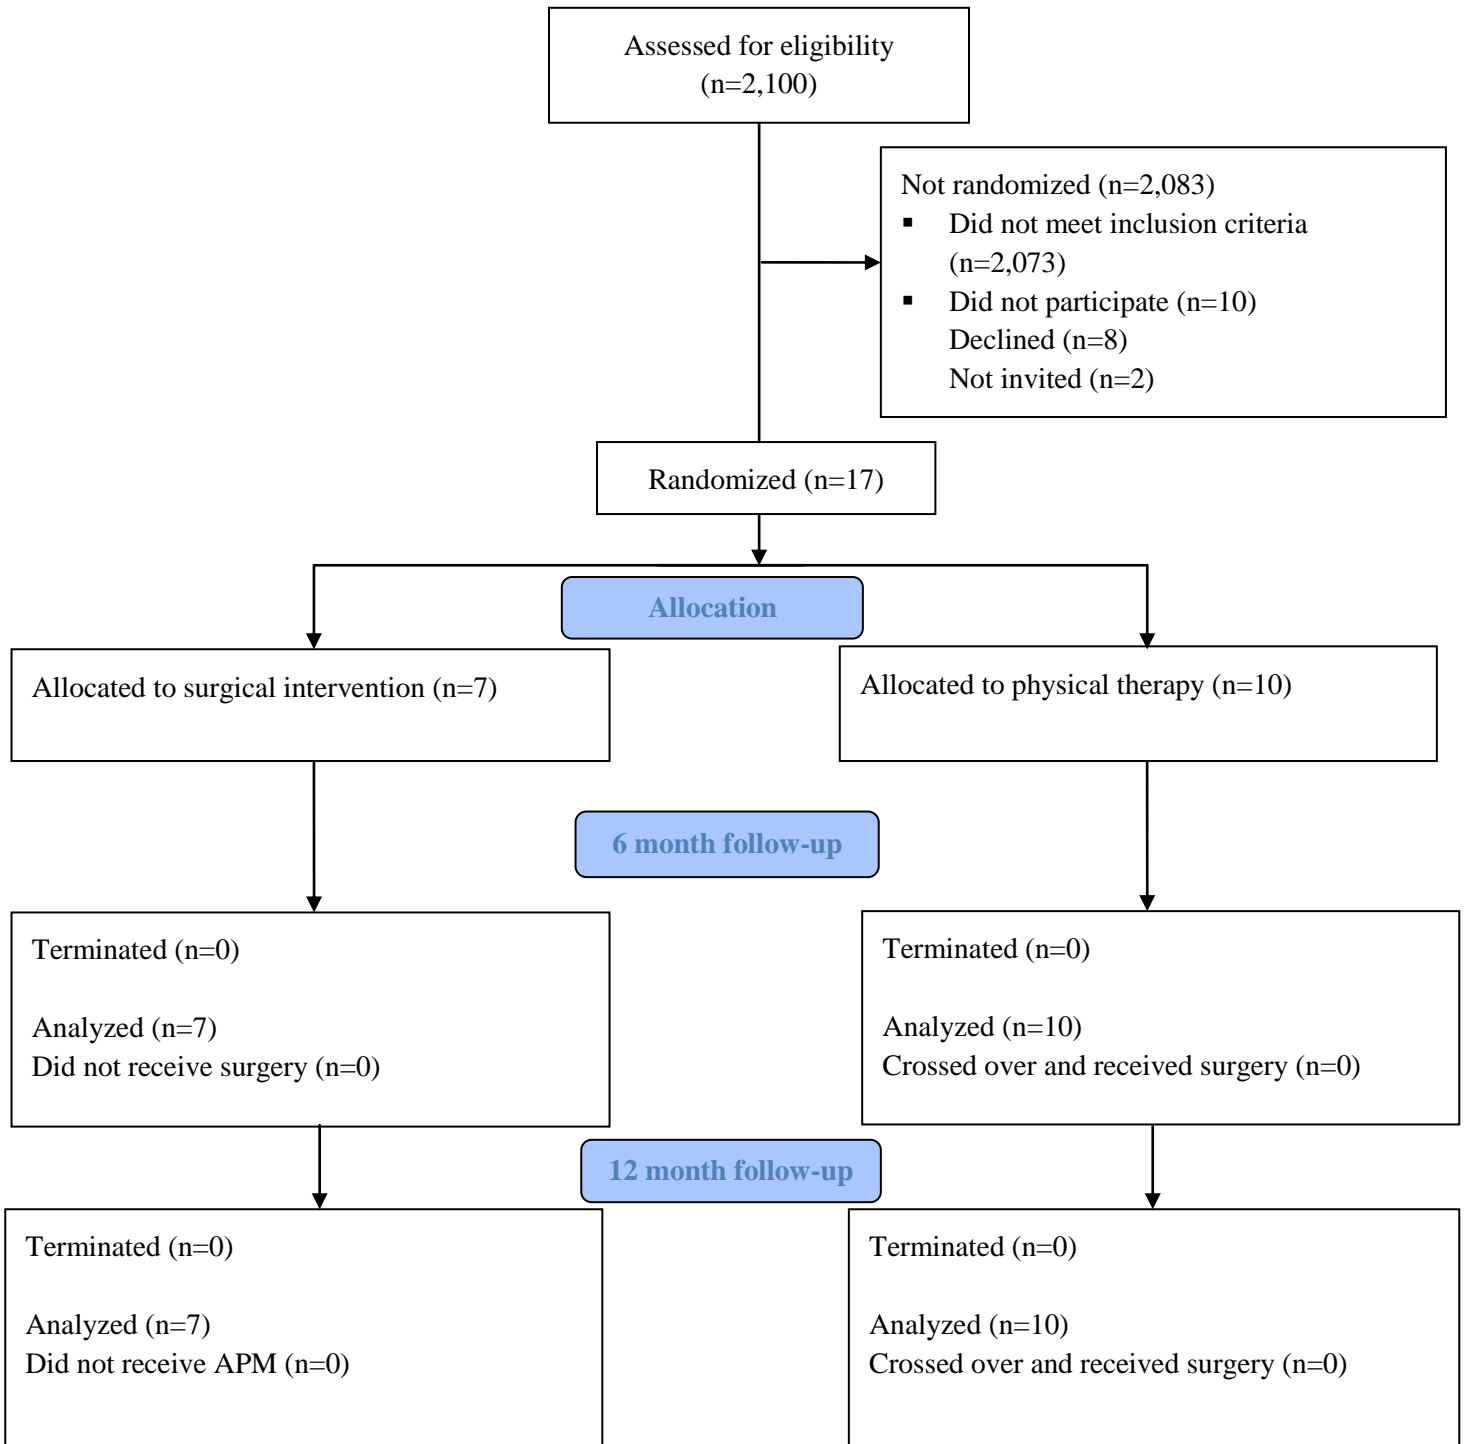 Assessed for eligibility
(n=2,100)
Not randomized (n=2,083)
▪ Did not meet inclusion criteria
(n=2,073)
▪ Did not participate (n=10)
Declined (n=8)
Not invited (n=2)
Randomized (n=17)
Allocation
Allocated to surgical intervention (n=7)
Allocated to physical therapy (n=10)
6 month follow-up
Terminated (n=0)
Analyzed (n=7)
Did not receive surgery (n=0)
Terminated (n=0)
Analyzed (n=10)
Crossed over and received surgery (n=0)
12 month follow-up
Terminated (n=0)
Analyzed (n=7)
Did not receive APM (n=0)
Terminated (n=0)
Analyzed (n=10)
Crossed over and received surgery (n=0)